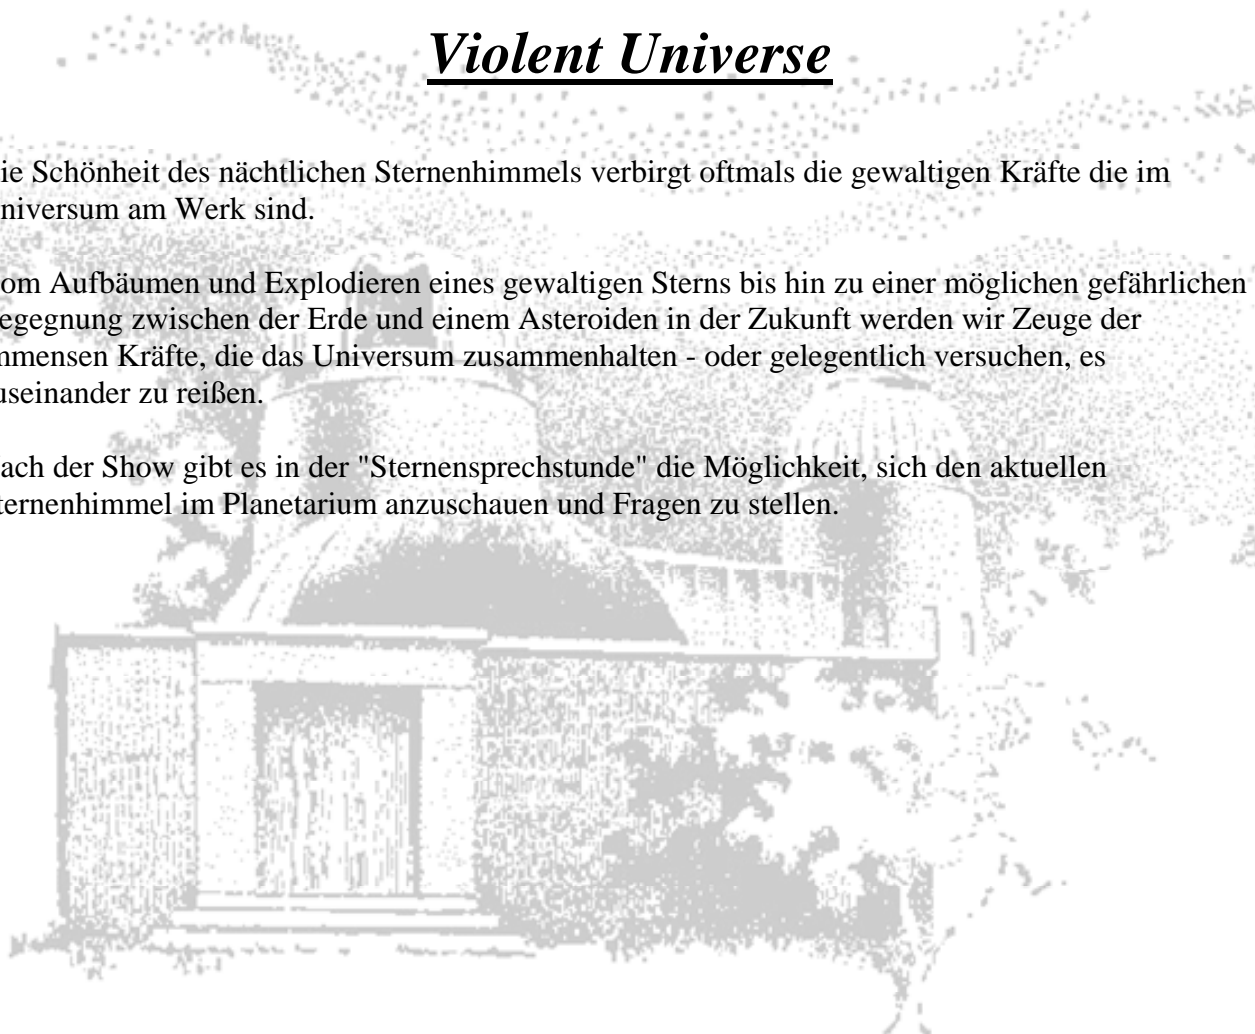 Violent Universe
ie Schönheit des nächtlichen Sternenhimmels verbirgt oftmals die gewaltigen Kräfte die im
niversum am Werk sind.
om Aufbäumen und Explodieren eines gewaltigen Sterns bis hin zu einer möglichen gefährlichen
egegnung zwischen der Erde und einem Asteroiden in der Zukunft werden wir Zeuge der
mmensen Kräfte, die das Universum zusammenhalten - oder gelegentlich versuchen, es
useinander zu reißen.
ach der Show gibt es in der "Sternensprechstunde" die Möglichkeit, sich den aktuellen
ternenhimmel im Planetarium anzuschauen und Fragen zu stellen.